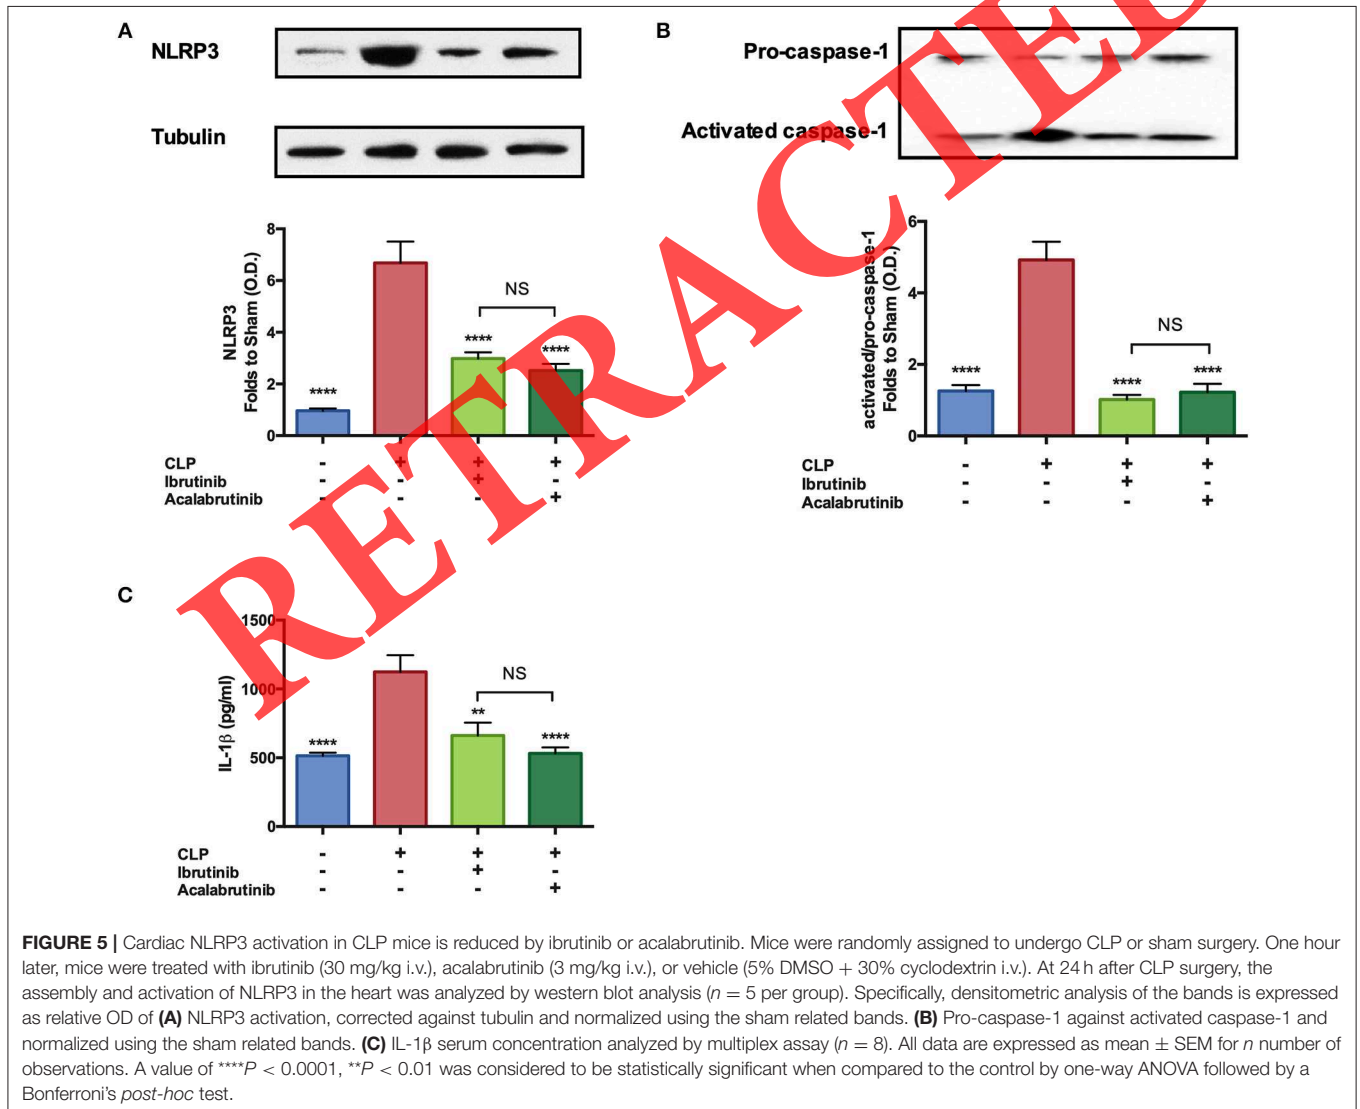 A
NLRP3
Tubulin
8
6
4
2
0
NLRP3
Folds to Sham (O.D.)
****
****
NS
****
CLP - + + +
Ibrutinib - - + -
Acalabrutinib - - - +
B
Pro-caspase-1
Activated caspase-1
6
4
2
0
activated/pro-caspase-1
Folds to Sham (O.D.)
****
****
NS
****
CLP - + + +
Ibrutinib - - + -
Acalabrutinib - - - +
C
1500
1000
500
0
IL-1β (pg/ml)
****
**
NS
****
CLP - + + +
Ibrutinib - - + -
Acalabrutinib - - - +
RETRACTED
FIGURE 5 | Cardiac NLRP3 activation in CLP mice is reduced by ibrutinib or acalabrutinib. Mice were randomly assigned to undergo CLP or sham surgery. One hour
later, mice were treated with ibrutinib (30 mg/kg i.v.), acalabrutinib (3 mg/kg i.v.), or vehicle (5% DMSO + 30% cyclodextrin i.v.). At 24 h after CLP surgery, the
assembly and activation of NLRP3 in the heart was analyzed by western blot analysis (n = 5 per group). Specifically, densitometric analysis of the bands is expressed
as relative OD of (A) NLRP3 activation, corrected against tubulin and normalized using the sham related bands. (B) Pro-caspase-1 against activated caspase-1 and
normalized using the sham related bands. (C) IL-1β serum concentration analyzed by multiplex assay (n = 8). All data are expressed as mean ± SEM for n number of
observations. A value of ****P < 0.0001, **P < 0.01 was considered to be statistically significant when compared to the control by one-way ANOVA followed by a
Bonferroni's post-hoc test.